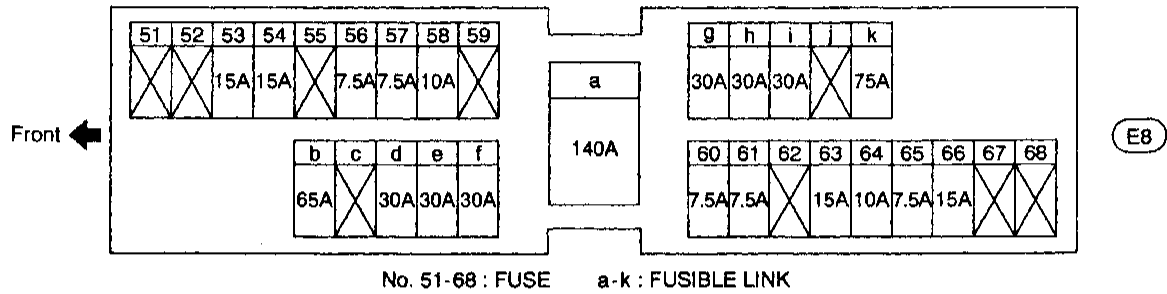 51 52 53 54 55 56 57 58 59
15A 15A 7.5A 7.5A 10A
g h i j k
30A 30A 30A 75A
a
140A
Front
E8
b c d e f
65A 30A 30A 30A
60 61 62 63 64 65 66 67 68
7.5A 7.5A 15A 10A 7.5A 15A
No. 51-68 : FUSE a-k : FUSIBLE LINK